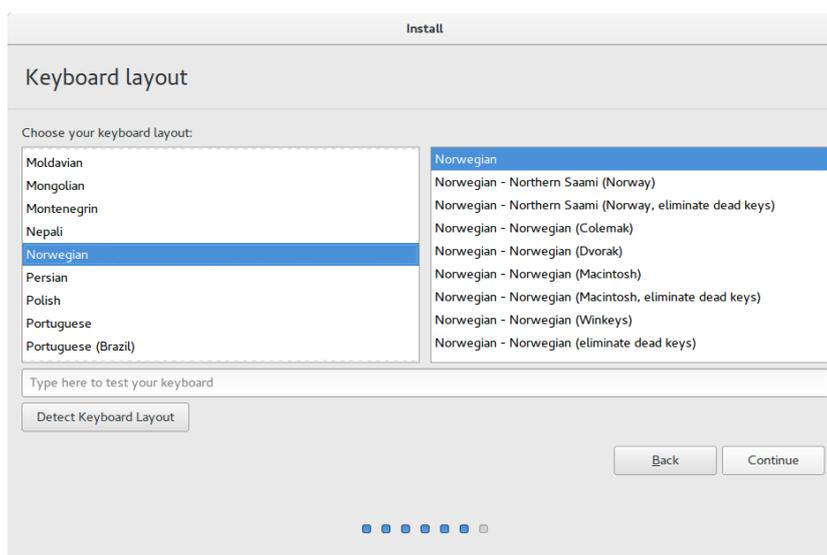 Install
Keyboard layout
Choose your keyboard layout:
Moldavian
Mongolian
Montenegrin
Nepali
Norwegian
Persian
Polish
Portuguese
Portuguese (Brazil)
Norwegian
Norwegian - Northern Saami (Norway)
Norwegian - Northern Saami (Norway, eliminate dead keys)
Norwegian - Norwegian (Colemak)
Norwegian - Norwegian (Dvorak)
Norwegian - Norwegian (Macintosh)
Norwegian - Norwegian (Macintosh, eliminate dead keys)
Norwegian - Norwegian (Winkeys)
Norwegian - Norwegian (eliminate dead keys)
Type here to test your keyboard
Detect Keyboard Layout
Back
Continue